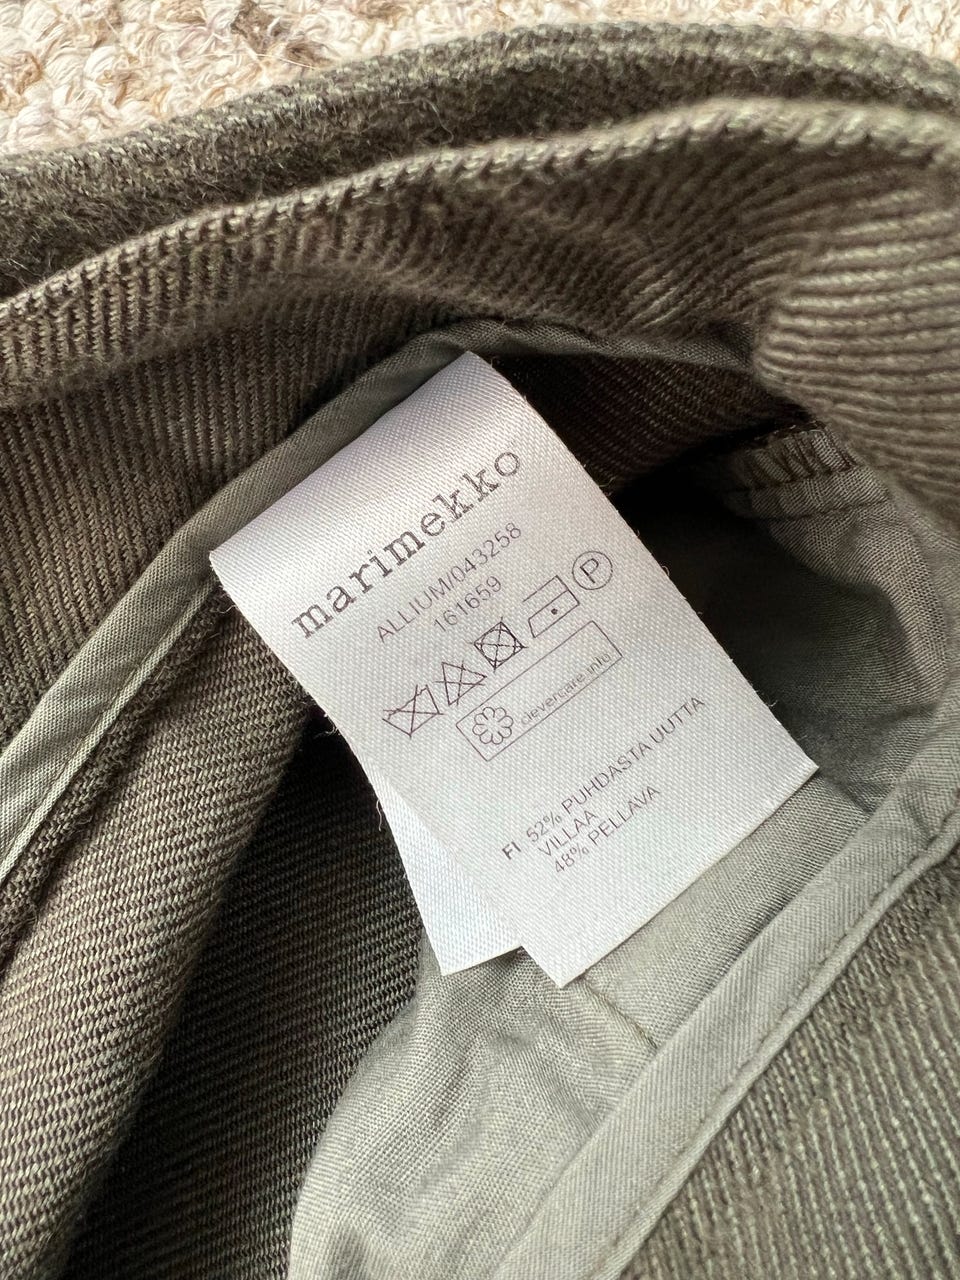 marimekko
ALLIUM/043258
161659
P
clevercare.info
FI 52% PUHDASTA UUTTA
VILLAA
48% PELLAVA